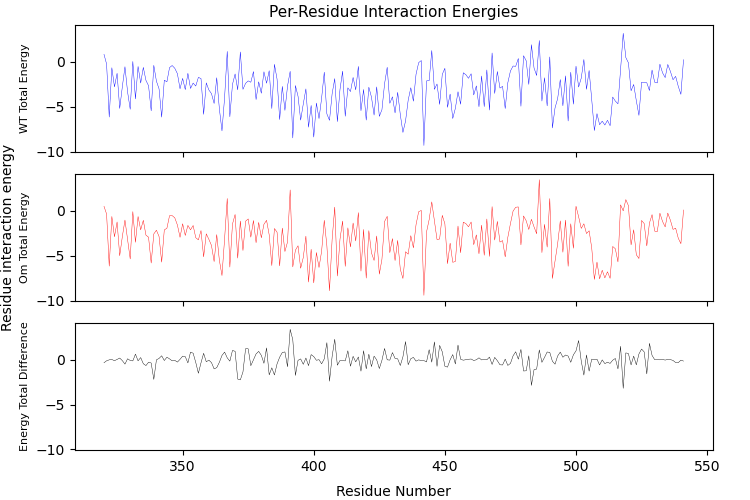 Per-Residue Interaction Energies
Residue interaction energy
WT Total Energy
0
−5
−10
Om Total Energy
0
−5
−10
Energy Total Difference
0
−5
−10
350
400
450
500
550
Residue Number